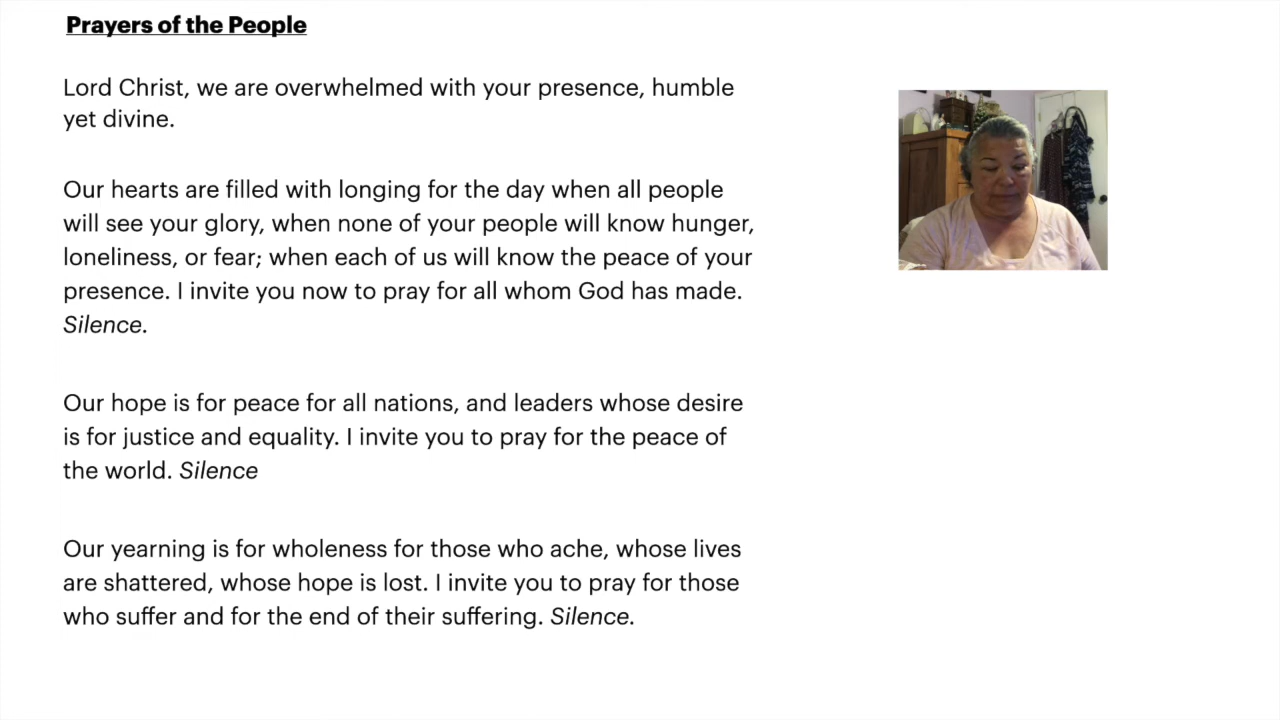 Prayers of the People
Lord Christ, we are overwhelmed with your presence, humble
yet divine.
Our hearts are filled with longing for the day when all people
will see your glory, when none of your people will know hunger,
loneliness, or fear; when each of us will know the peace of your
presence. I invite you now to pray for all whom God has made.
Silence.
Our hope is for peace for all nations, and leaders whose desire
is for justice and equality. I invite you to pray for the peace of
the world. Silence
Our yearning is for wholeness for those who ache, whose lives
are shattered, whose hope is lost. I invite you to pray for those
who suffer and for the end of their suffering. Silence.